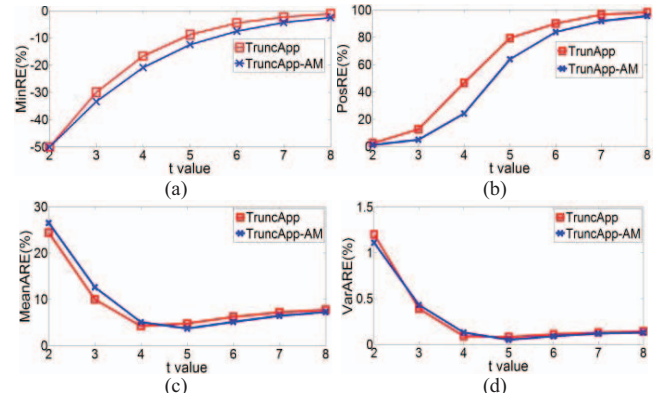 0
-10
-20
-30
-40
-50
MinRE(%)
TruncApp
TruncApp-AM
2 3 4 5 6 7 8
t value
(a)
100
80
60
40
20
0
PosRE(%)
TrunApp
TrunApp-AM
2 3 4 5 6 7 8
t value
(b)
30
20
10
0
MeanARE(%)
TruncApp
TruncApp-AM
2 3 4 5 6 7 8
t value
(c)
1.5
1
0.5
0
VarARE(%)
TruncApp
TruncApp-AM
2 3 4 5 6 7 8
t value
(d)